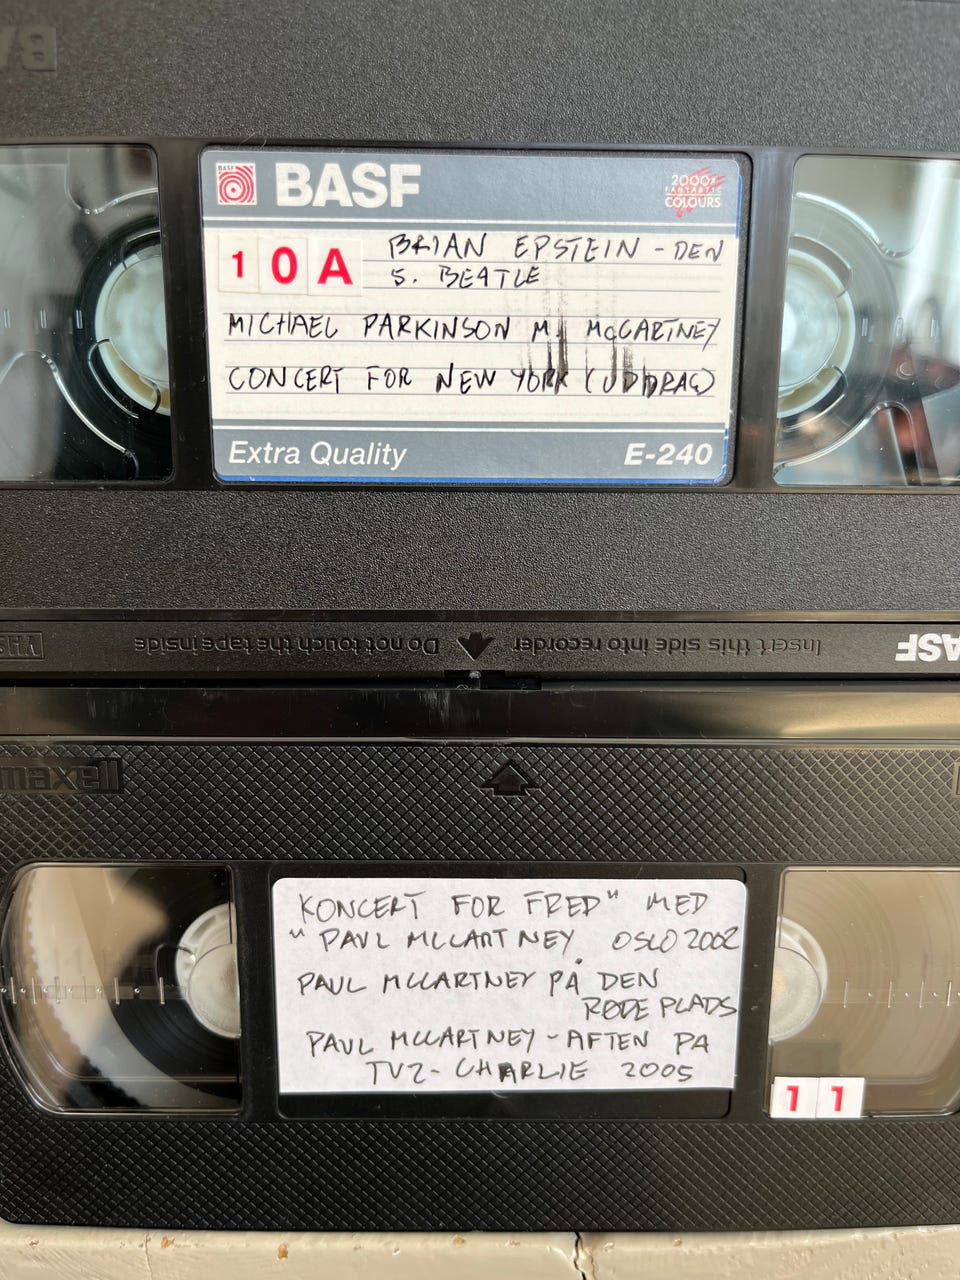 BASF
BASF
BASF
2000X
FANTASTIC
COLOURS
10A
BRIAN EPSTEIN - DEN
5. BEATLE
MICHAEL PARKINSON M. McCARTNEY
CONCERT FOR NEW YORK (UDDRAG)
Extra Quality E-240
VHS
Do not touch the tape inside
Insert this side into recorder
BASF
maxell
KONCERT FOR FRED" MED
" PAUL MCCARTNEY. OSLO 2002
PAUL MCCARTNEY PÅ DEN
RØDE PLADS
PAUL MCCARTNEY - AFTEN PÅ
TV2 - CHARLIE 2005
11